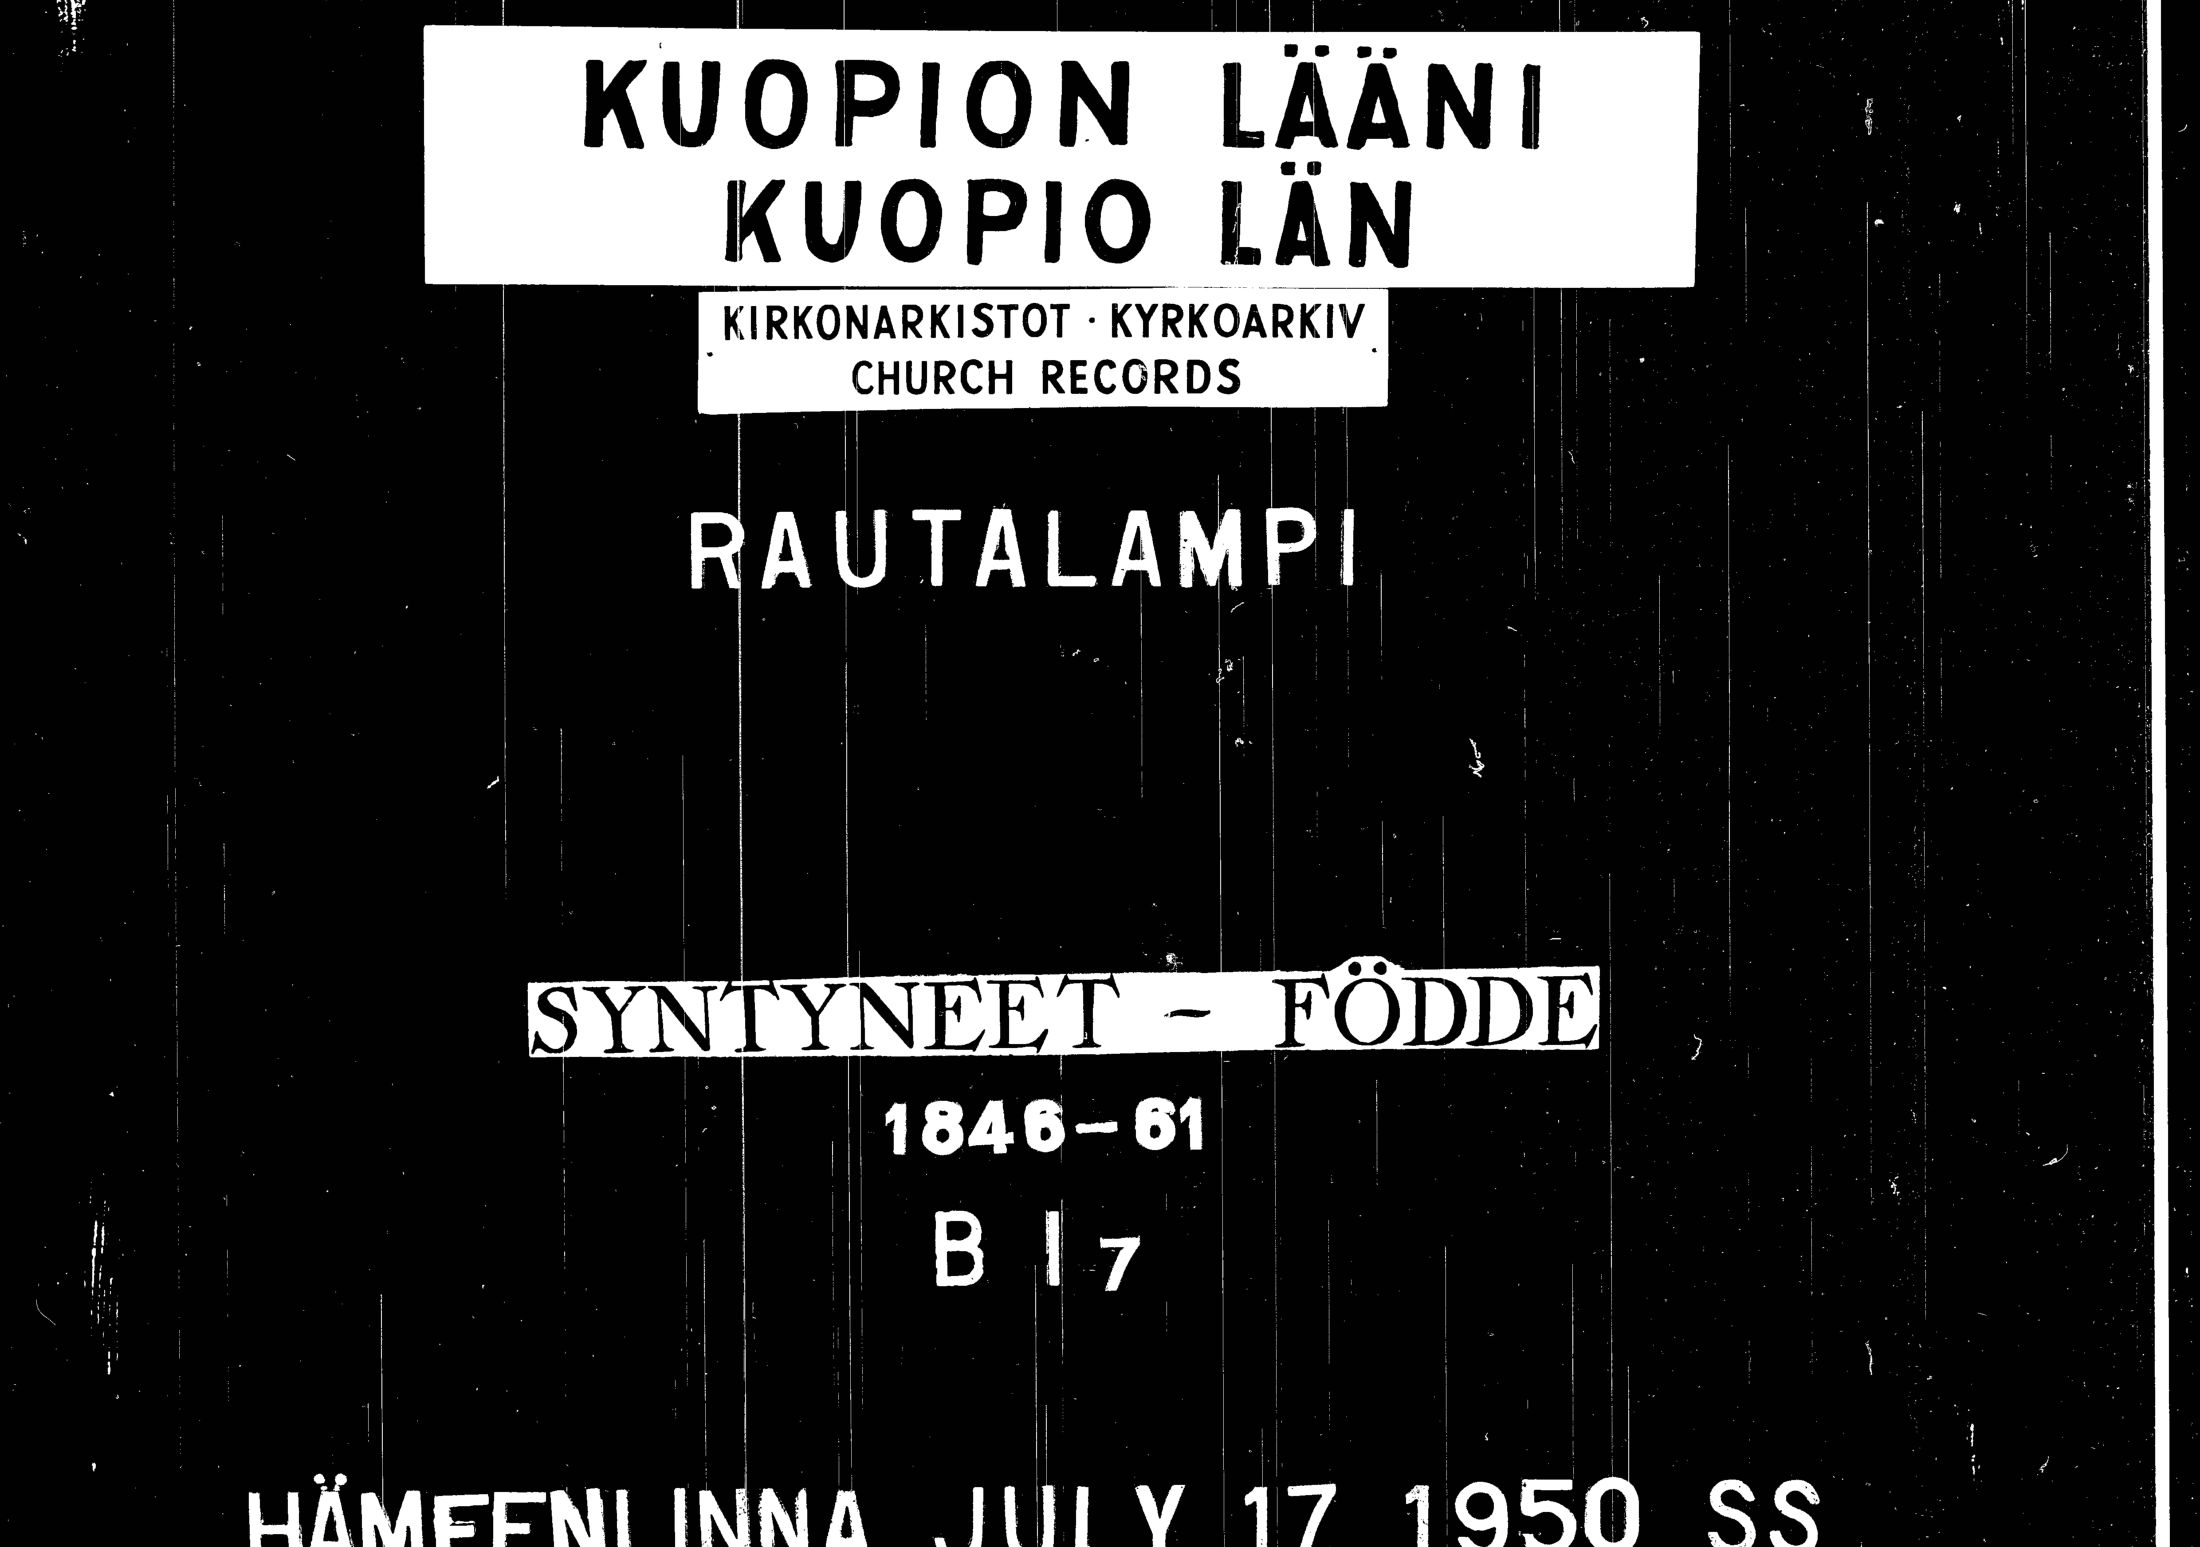 KUOPION LÄÄNI
KUOPIO LÄN
KIRKONARKISTOT · KYRKOARKIV
CHURCH RECORDS
RAUTALAMPI
SYNTYNEET - FÖDDE
1846-61
B I 7
HÄMEENLINNA JULY 17 1950 SS